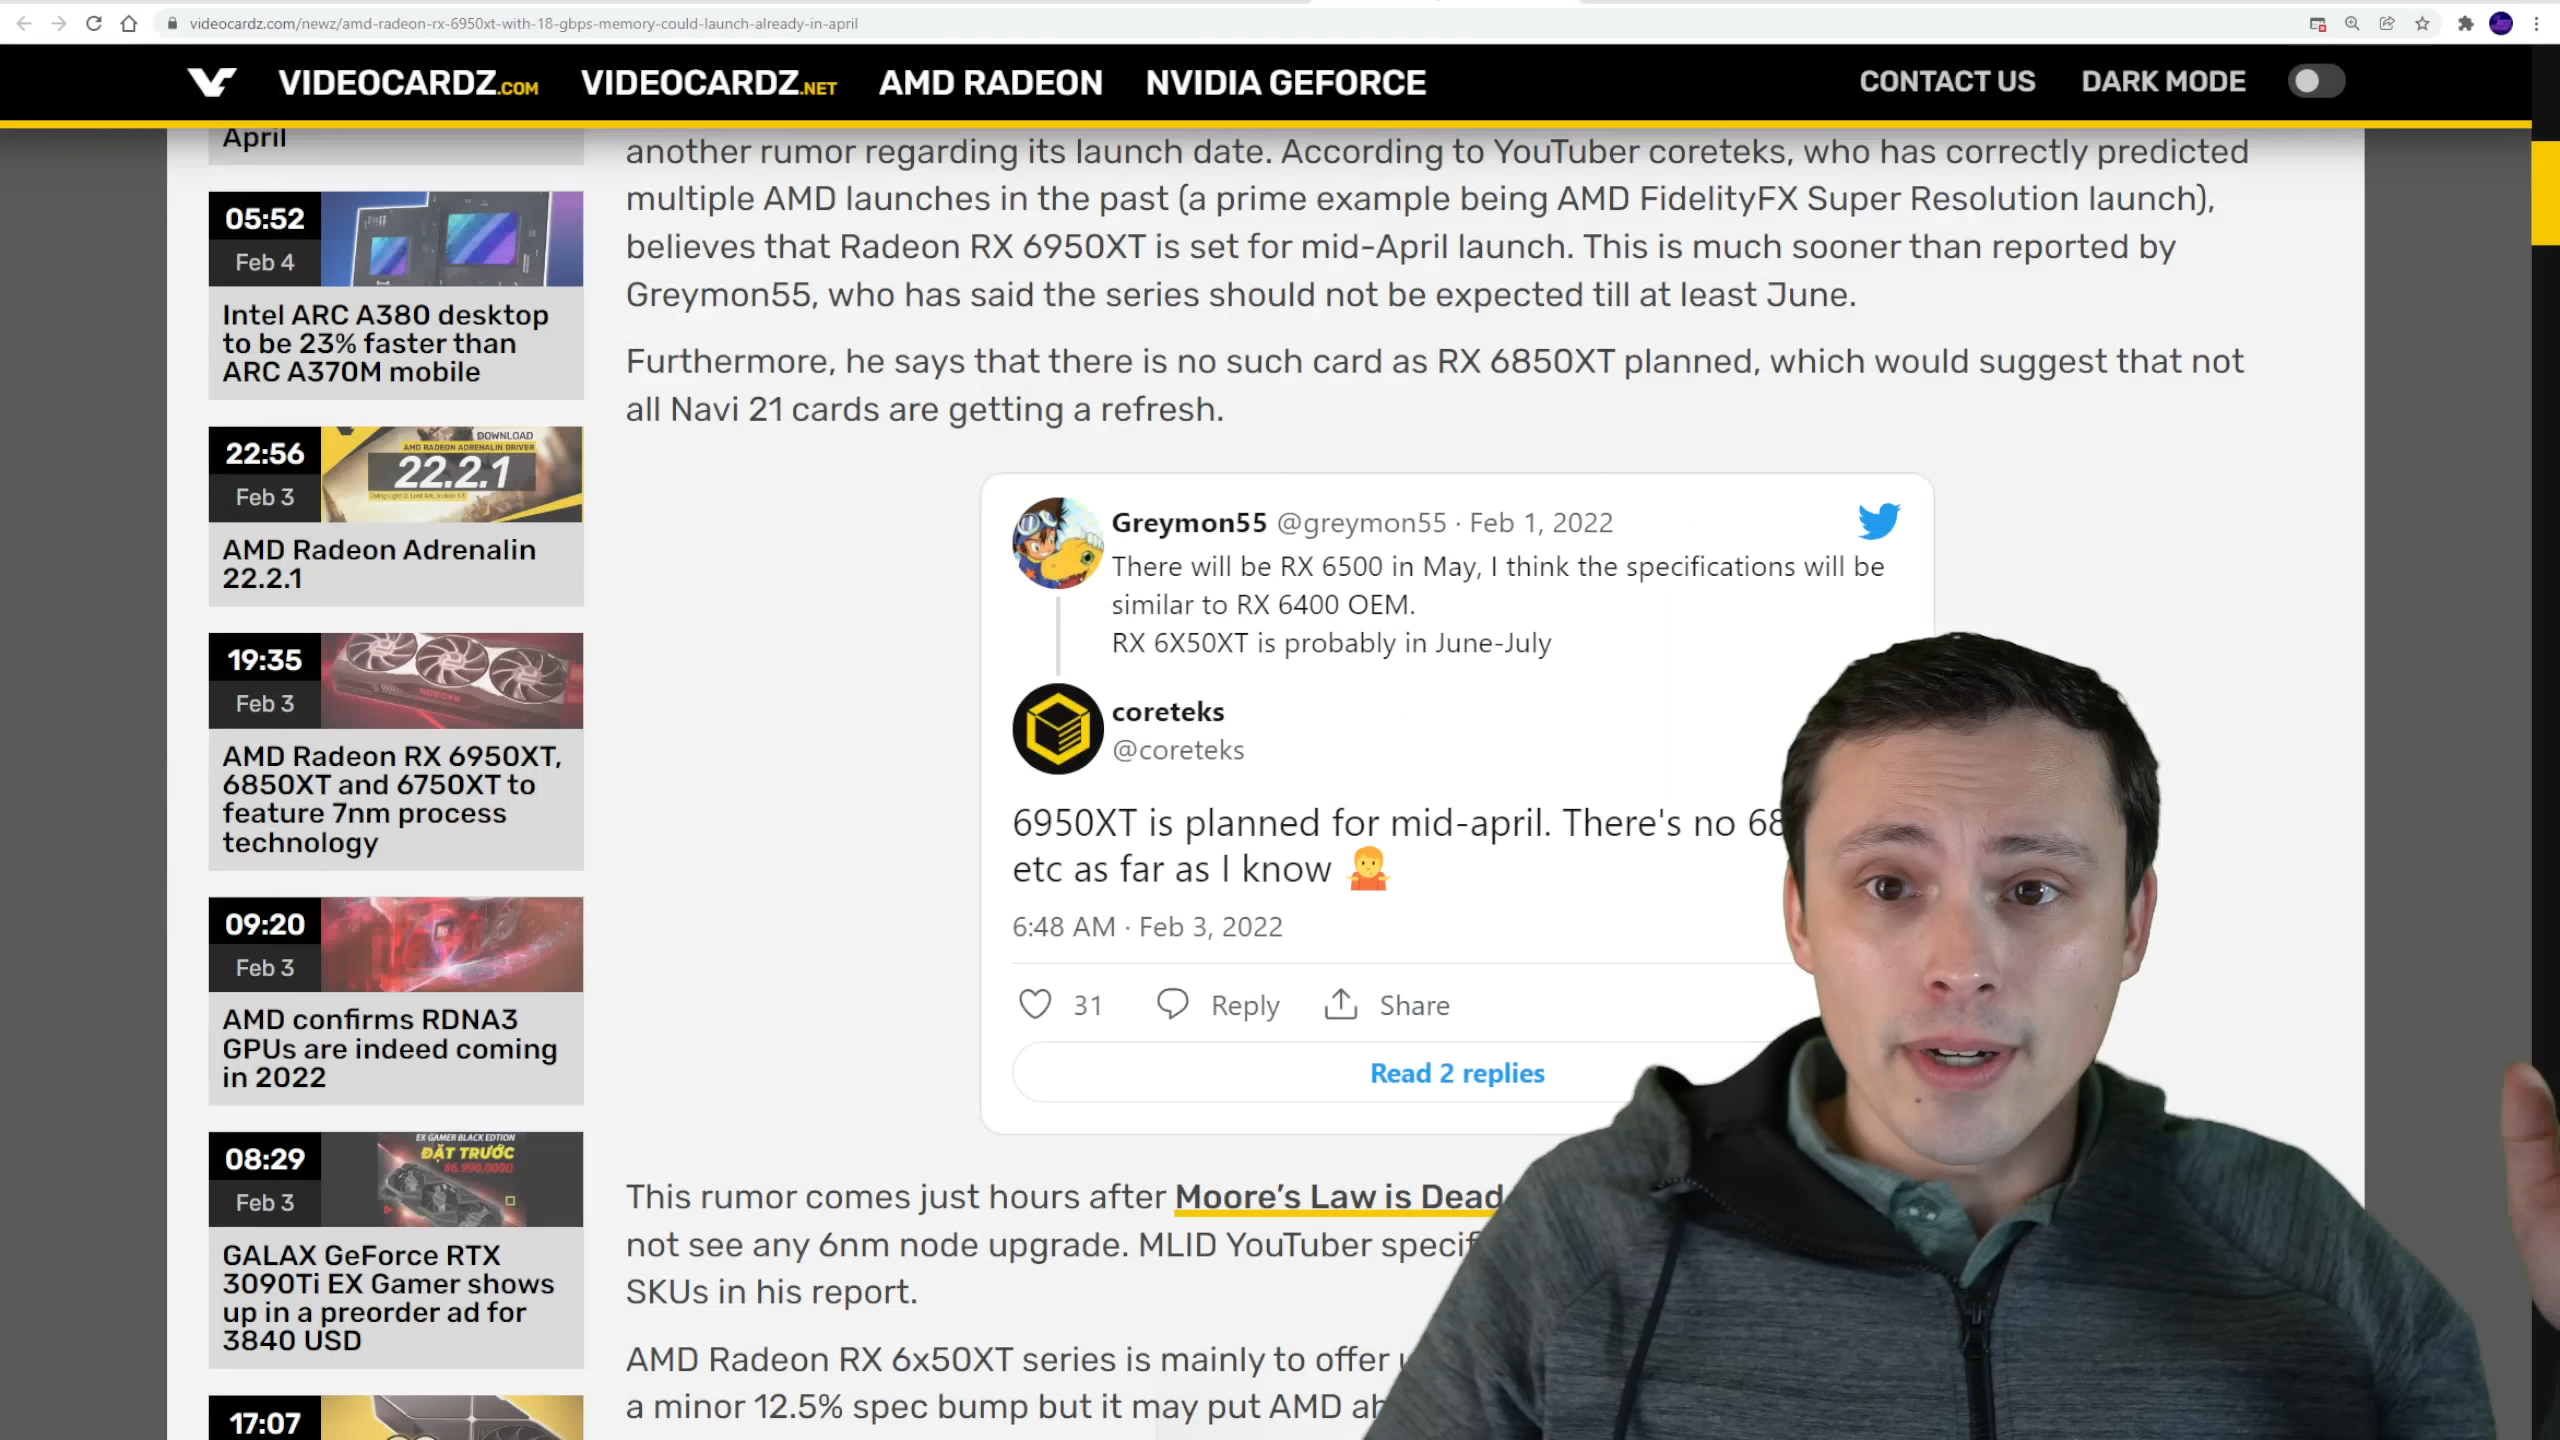 videocardz.com/newz/amd-radeon-rx-6950xt-with-18-gbps-memory-could-launch-already-in-april
VIDEOCARDZ.COM
VIDEOCARDZ.NET
AMD RADEON
NVIDIA GEFORCE
CONTACT US
DARK MODE
April
05:52
Feb 4
Intel ARC A380 desktop
to be 23% faster than
ARC A370M mobile
22:56
Feb 3
DOWNLOAD
AMD RADEON ADRENALIN DRIVER
22.2.1
AMD Radeon Adrenalin
22.2.1
19:35
Feb 3
RADEON
AMD Radeon RX 6950XT,
6850XT and 6750XT to
feature 7nm process
technology
09:20
Feb 3
AMD confirms RDNA3
GPUs are indeed coming
in 2022
08:29
Feb 3
EX GAMER BLACK EDTION
ĐẶT TRƯỚC
86.990.000Đ
GALAX GeForce RTX
3090Ti EX Gamer shows
up in a preorder ad for
3840 USD
17:07
another rumor regarding its launch date. According to YouTuber coreteks, who has correctly predicted
multiple AMD launches in the past (a prime example being AMD FidelityFX Super Resolution launch),
believes that Radeon RX 6950XT is set for mid-April launch. This is much sooner than reported by
Greymon55, who has said the series should not be expected till at least June.
Furthermore, he says that there is no such card as RX 6850XT planned, which would suggest that not
all Navi 21 cards are getting a refresh.
Greymon55 @greymon55 · Feb 1, 2022
There will be RX 6500 in May, I think the specifications will be
similar to RX 6400 OEM.
RX 6X50XT is probably in June-July
coreteks
@coreteks
6950XT is planned for mid-april. There's no 68
etc as far as I know 🤷
6:48 AM · Feb 3, 2022
31
Reply
Share
Read 2 replies
This rumor comes just hours after Moore's Law is Dead
not see any 6nm node upgrade. MLID YouTuber specif
SKUs in his report.
AMD Radeon RX 6x50XT series is mainly to offer
a minor 12.5% spec bump but it may put AMD